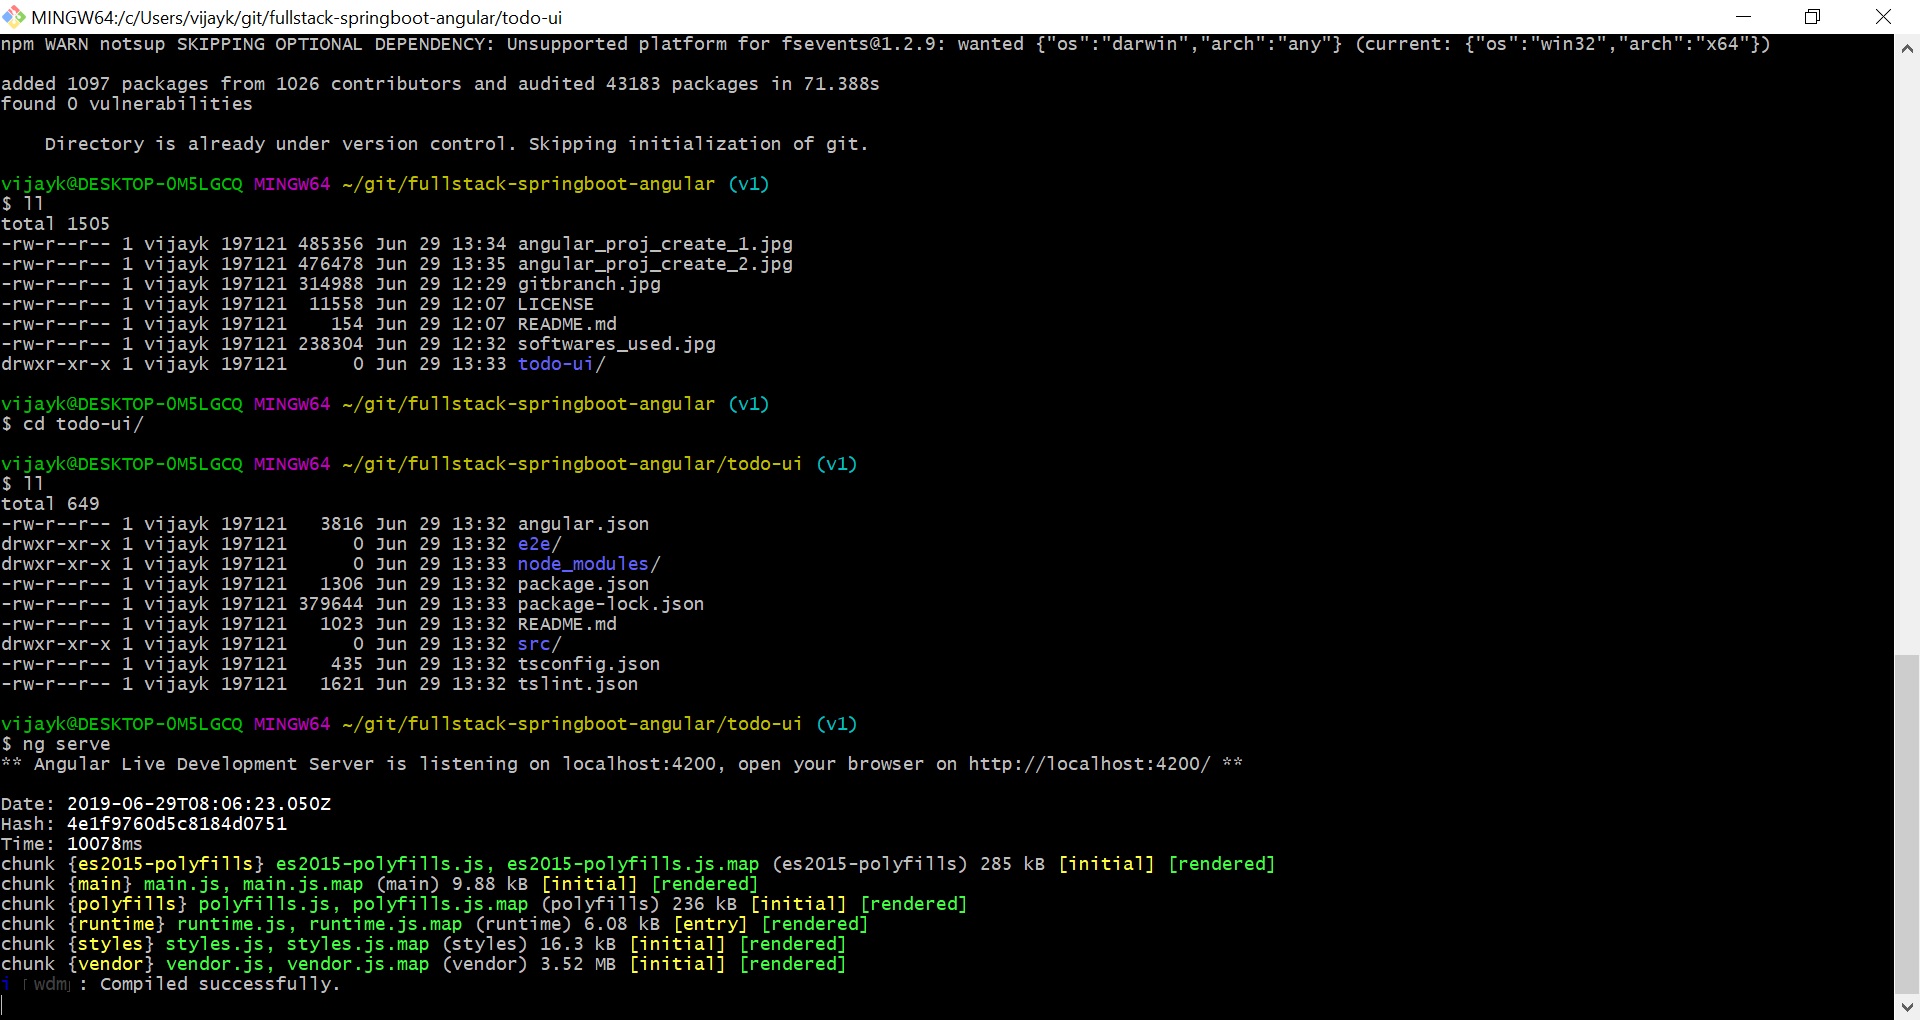 MINGW64:/c/Users/vijayk/git/fullstack-springboot-angular/todo-ui
npm WARN notsup SKIPPING OPTIONAL DEPENDENCY: Unsupported platform for fsevents@1.2.9: wanted {"os":"darwin","arch":"any"} (current: {"os":"win32","arch":"x64"})
added 1097 packages from 1026 contributors and audited 43183 packages in 71.388s
found 0 vulnerabilities
Directory is already under version control. Skipping initialization of git.
vijayk@DESKTOP-0M5LGCQ MINGW64 ~/git/fullstack-springboot-angular (v1)
$ ll
total 1505
-rw-r--r-- 1 vijayk 197121 485356 Jun 29 13:34 angular_proj_create_1.jpg
-rw-r--r-- 1 vijayk 197121 476478 Jun 29 13:35 angular_proj_create_2.jpg
-rw-r--r-- 1 vijayk 197121 314988 Jun 29 12:29 gitbranch.jpg
-rw-r--r-- 1 vijayk 197121  11558 Jun 29 12:07 LICENSE
-rw-r--r-- 1 vijayk 197121    154 Jun 29 12:07 README.md
-rw-r--r-- 1 vijayk 197121 238304 Jun 29 12:32 softwares_used.jpg
drwxr-xr-x 1 vijayk 197121      0 Jun 29 13:33 todo-ui/
vijayk@DESKTOP-0M5LGCQ MINGW64 ~/git/fullstack-springboot-angular (v1)
$ cd todo-ui/
vijayk@DESKTOP-0M5LGCQ MINGW64 ~/git/fullstack-springboot-angular/todo-ui (v1)
$ ll
total 649
-rw-r--r-- 1 vijayk 197121   3816 Jun 29 13:32 angular.json
drwxr-xr-x 1 vijayk 197121      0 Jun 29 13:32 e2e/
drwxr-xr-x 1 vijayk 197121      0 Jun 29 13:33 node_modules/
-rw-r--r-- 1 vijayk 197121   1306 Jun 29 13:32 package.json
-rw-r--r-- 1 vijayk 197121 379644 Jun 29 13:33 package-lock.json
-rw-r--r-- 1 vijayk 197121   1023 Jun 29 13:32 README.md
drwxr-xr-x 1 vijayk 197121      0 Jun 29 13:32 src/
-rw-r--r-- 1 vijayk 197121    435 Jun 29 13:32 tsconfig.json
-rw-r--r-- 1 vijayk 197121   1621 Jun 29 13:32 tslint.json
vijayk@DESKTOP-0M5LGCQ MINGW64 ~/git/fullstack-springboot-angular/todo-ui (v1)
$ ng serve
** Angular Live Development Server is listening on localhost:4200, open your browser on http://localhost:4200/ **
Date: 2019-06-29T08:06:23.050Z
Hash: 4e1f9760d5c8184d0751
Time: 10078ms
chunk {es2015-polyfills} es2015-polyfills.js, es2015-polyfills.js.map (es2015-polyfills) 285 kB [initial] [rendered]
chunk {main} main.js, main.js.map (main) 9.88 kB [initial] [rendered]
chunk {polyfills} polyfills.js, polyfills.js.map (polyfills) 236 kB [initial] [rendered]
chunk {runtime} runtime.js, runtime.js.map (runtime) 6.08 kB [entry] [rendered]
chunk {styles} styles.js, styles.js.map (styles) 16.3 kB [initial] [rendered]
chunk {vendor} vendor.js, vendor.js.map (vendor) 3.52 MB [initial] [rendered]
i ｢wdm｣: Compiled successfully.